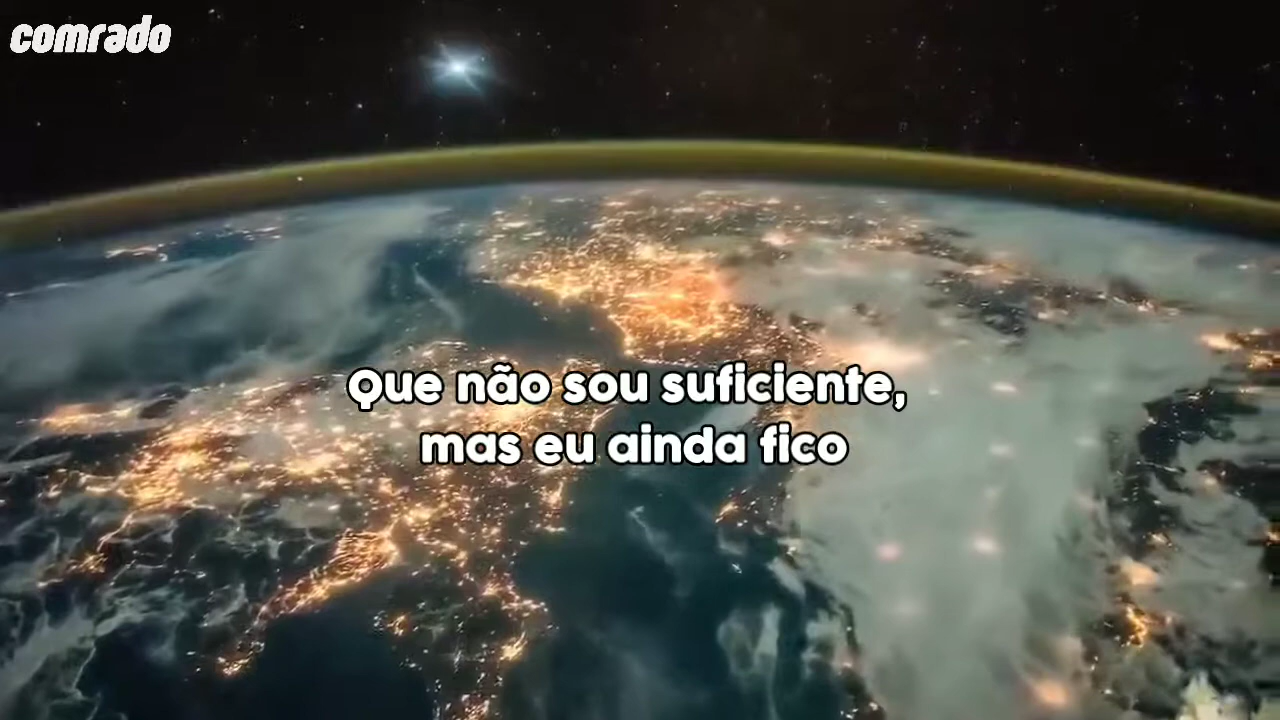 comrado
Que não sou suficiente,
mas eu ainda fico